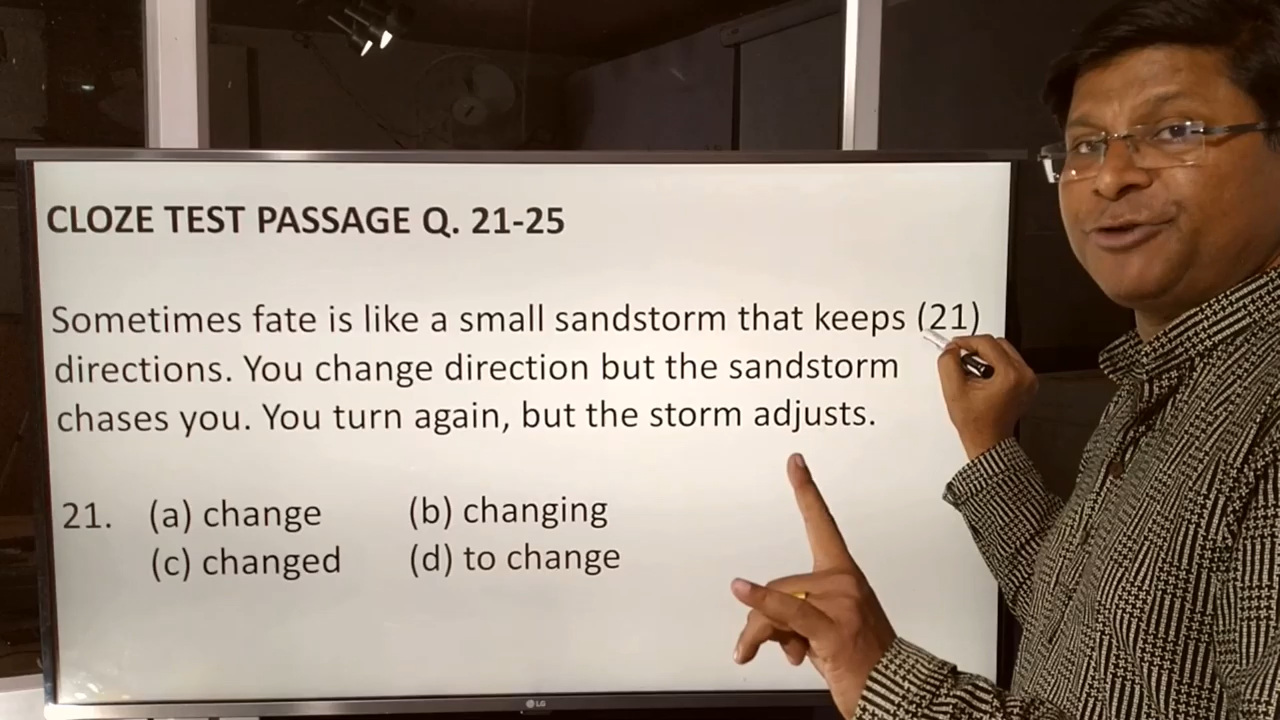 CLOZE TEST PASSAGE Q. 21-25
Sometimes fate is like a small sandstorm that keeps (21)
directions. You change direction but the sandstorm
chases you. You turn again, but the storm adjusts.
21. (a) change (b) changing
(c) changed (d) to change
LG